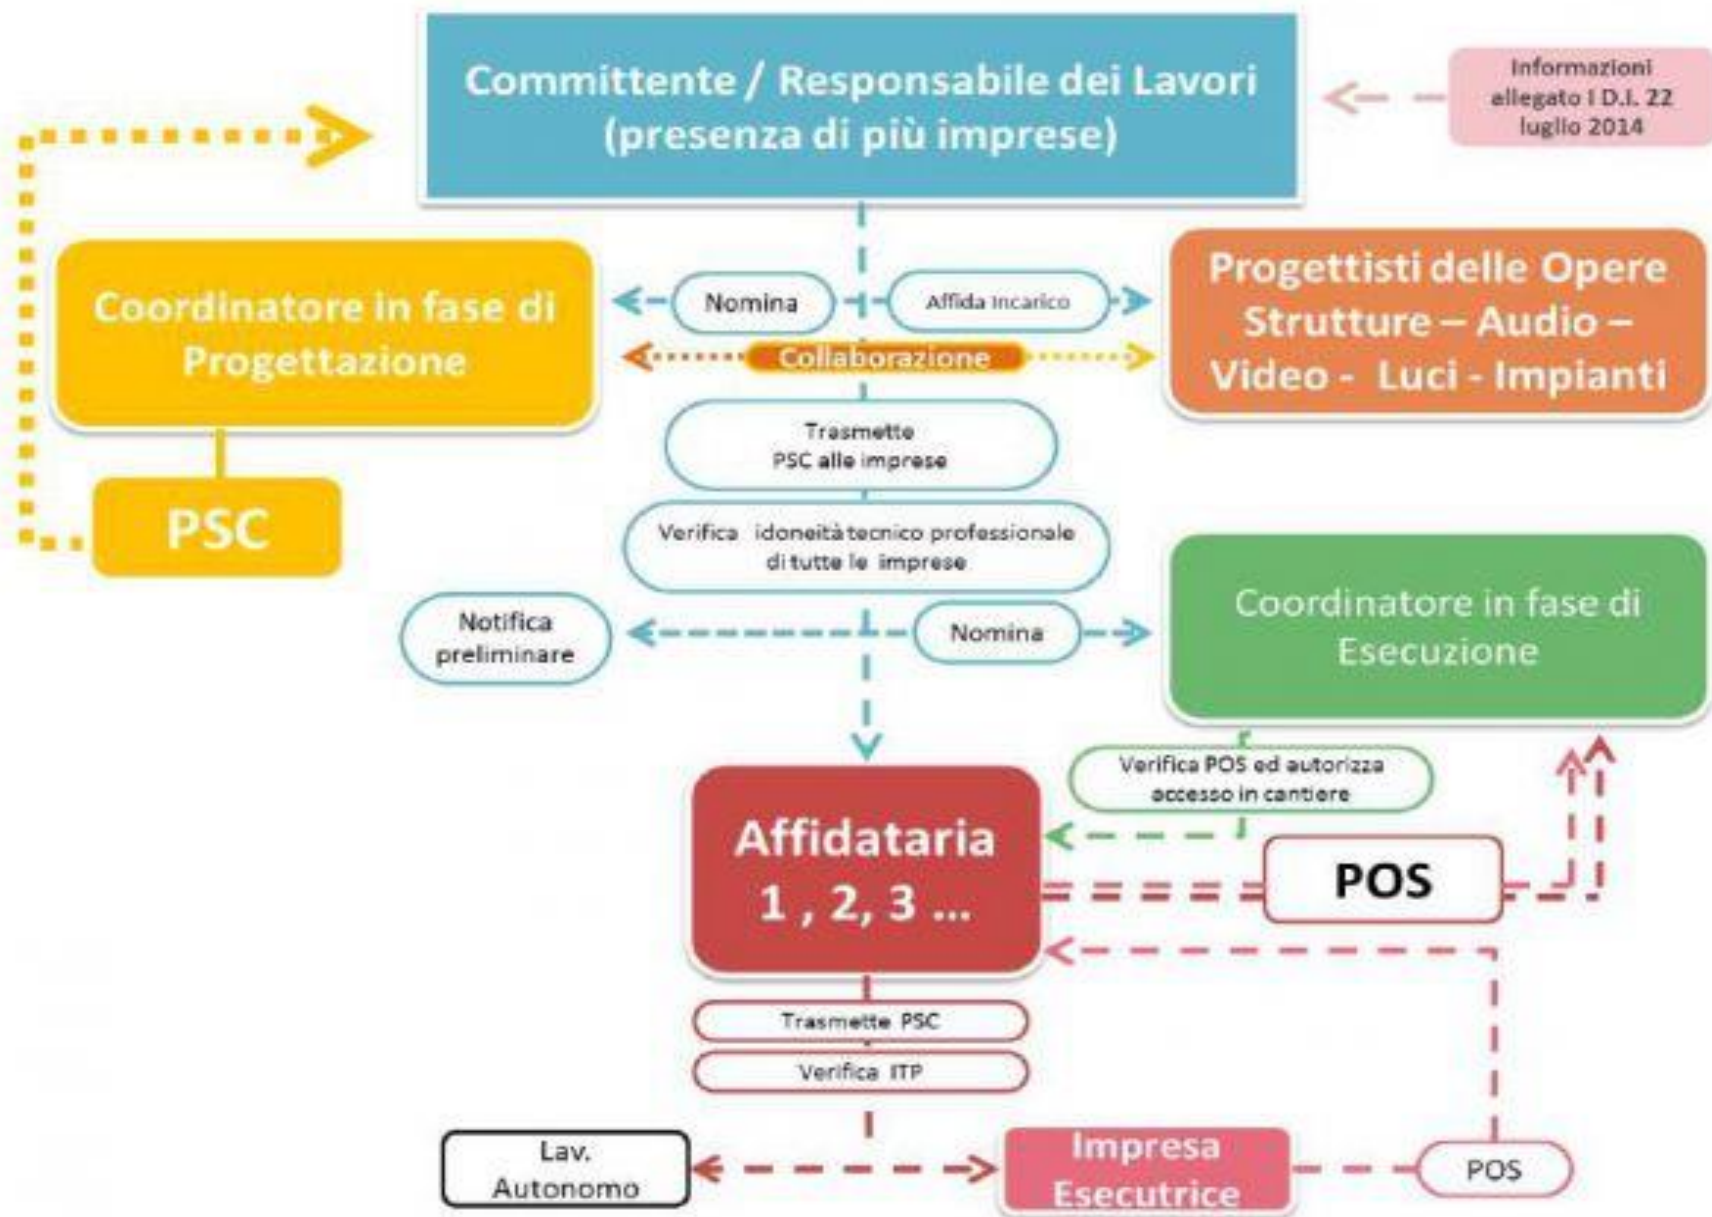 Committente / Responsabile dei Lavori
(presenza di più imprese)
Informazioni
allegato I D.I. 22
luglio 2014
Coordinatore in fase di
Progettazione
Nomina
Affida Incarico
Progettisti delle Opere
Strutture – Audio –
Video - Luci - Impianti
Collaborazione
Trasmette
PSC alle imprese
PSC
Verifica idoneità tecnico professionale
di tutte le imprese
Notifica
preliminare
Nomina
Coordinatore in fase di
Esecuzione
Verifica POS ed autorizza
accesso in cantiere
Affidataria
1 , 2, 3 ...
POS
Trasmette PSC
Verifica ITP
Lav.
Autonomo
Impresa
Esecutrice
POS